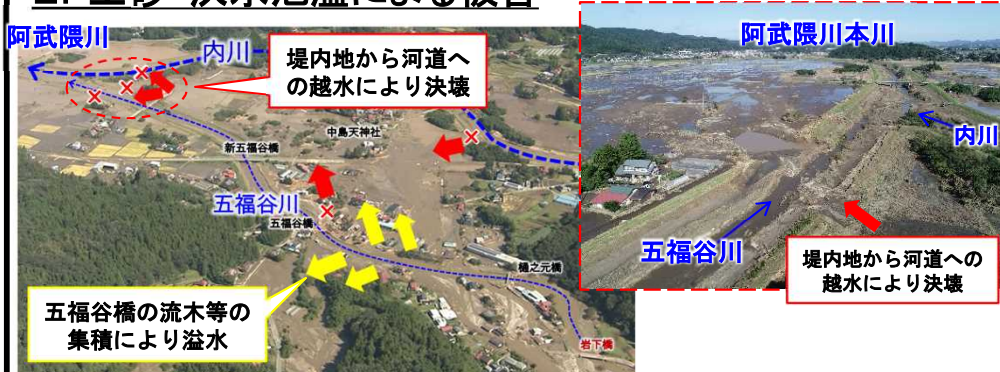 阿武隈川
内川
堤内地から河道へ
の越水により決壊
中島天神社
新五福谷橋
五福谷川
五福谷橋
樋之元橋
五福谷橋の流木等の
集積により溢水
岩下橋
阿武隈川本川
内川
五福谷川
堤内地から河道への
越水により決壊